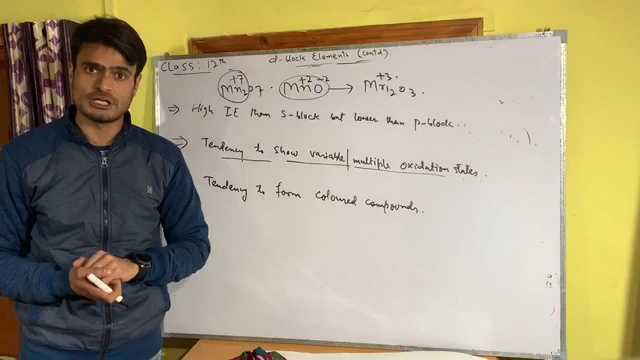 CLASS: 12th
d-block Elements (contd)
+7 +2 -2 +3
Mn2O7 . MnO → Mn2O3
⇒ High IE than S-block but lower than p-block..
⇒ Tendency to show variable/multiple oxidation states.
Tendency to form coloured compounds.